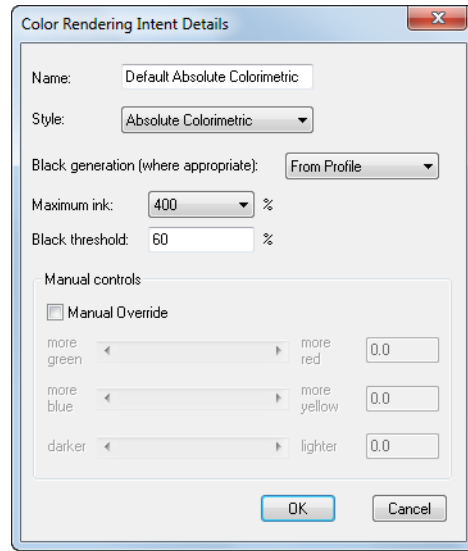 Color Rendering Intent Details
Name: Default Absolute Colorimetric
Style: Absolute Colorimetric
Black generation (where appropriate): From Profile
Maximum ink: 400 %
Black threshold: 60 %
Manual controls
Manual Override
more green more red 0.0
more blue more yellow 0.0
darker lighter 0.0
OK Cancel